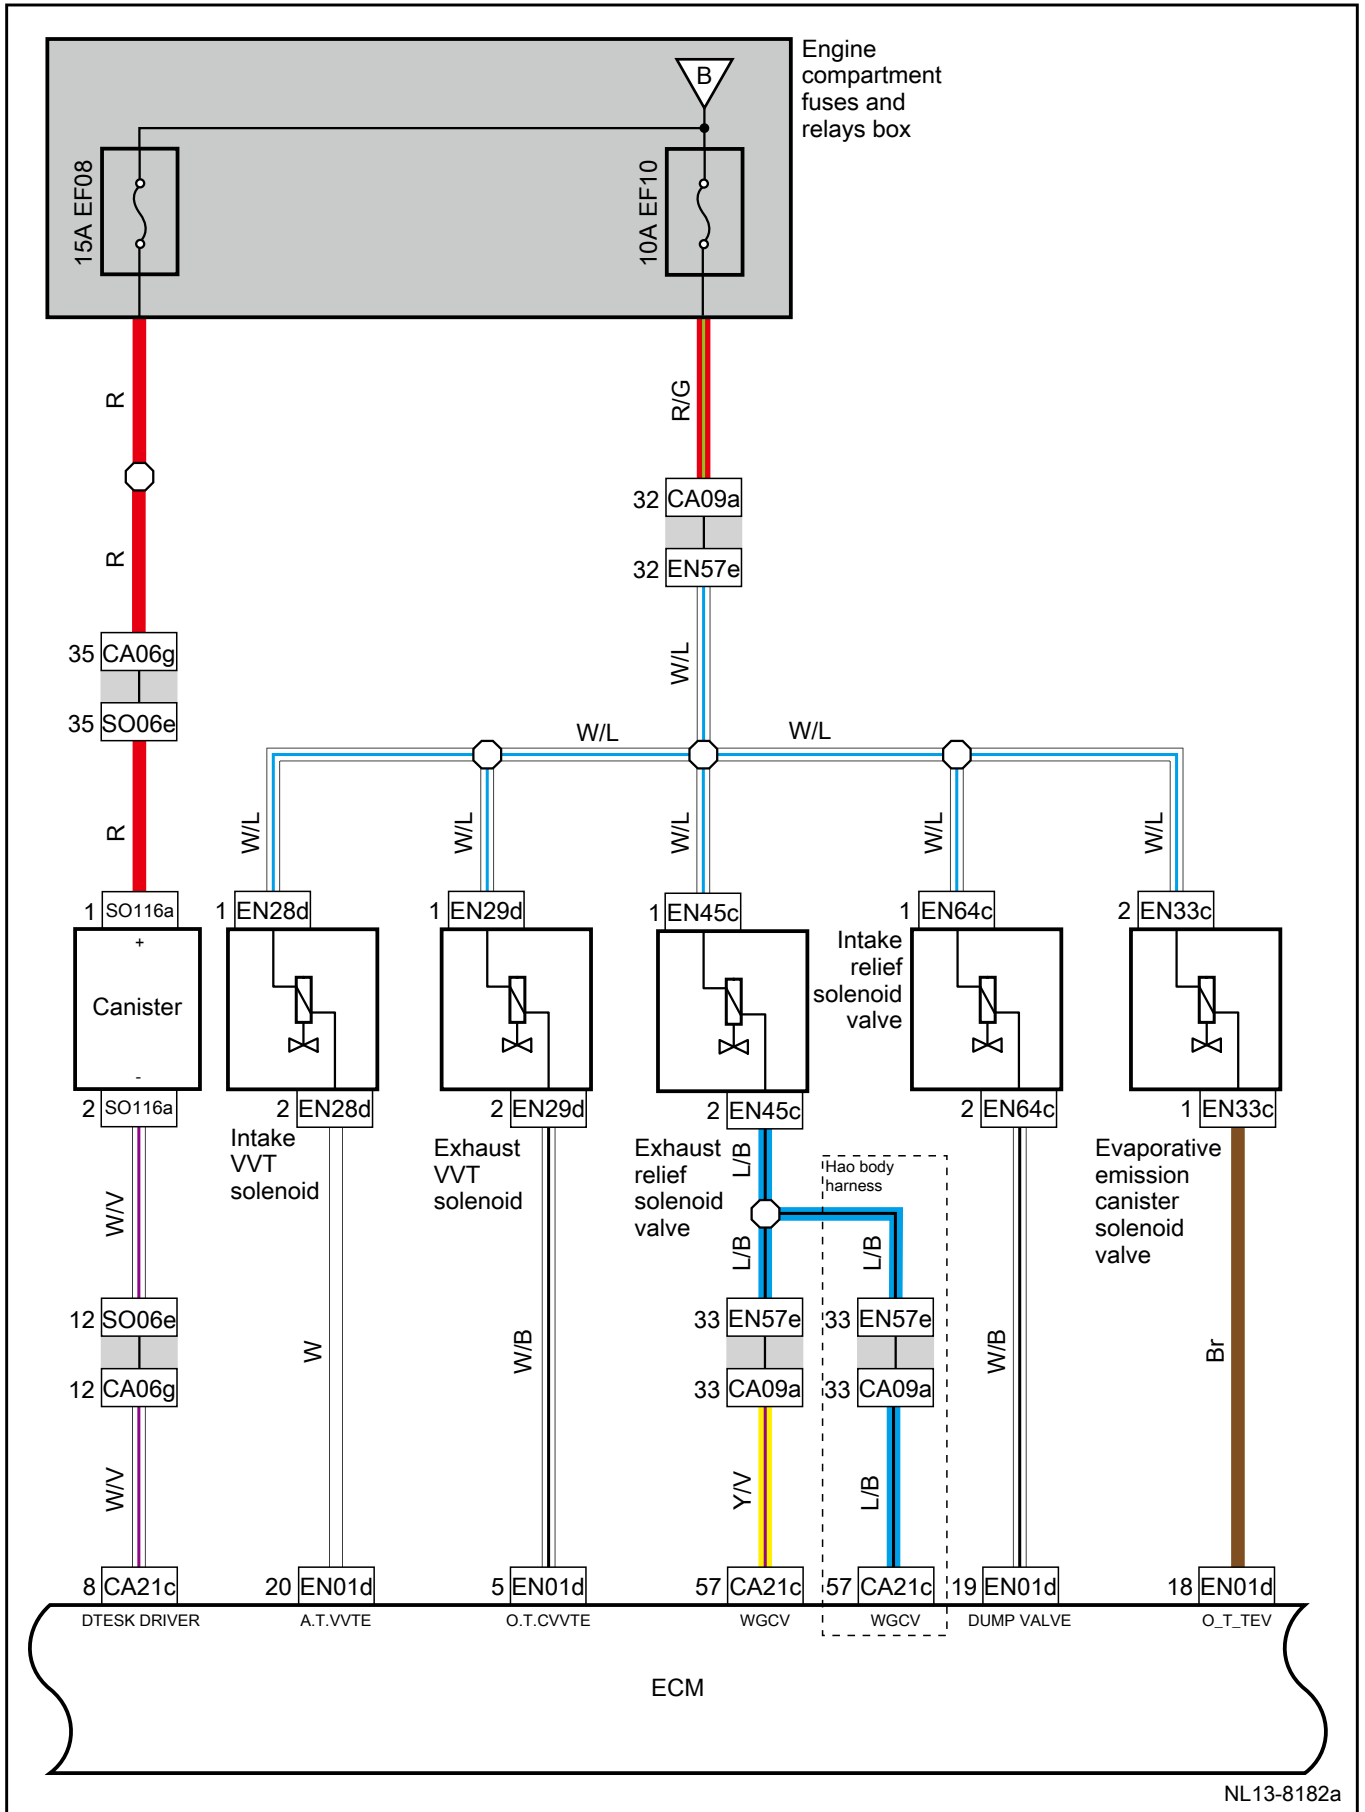 Engine
compartment
fuses and
relays box
B
15A EF08
10A EF10
R
R/G
32 CA09a
R
32 EN57e
35 CA06g
W/L
35 SO06e
W/L
W/L
R
W/L
W/L
W/L
W/L
W/L
1 SO116a
1 EN28d
1 EN29d
1 EN45c
1 EN64c
2 EN33c
+
Canister
-
Intake
relief
solenoid
valve
2 SO116a
2 EN28d
2 EN29d
2 EN45c
2 EN64c
1 EN33c
Intake
VVT
solenoid
Exhaust
VVT
solenoid
Exhaust
relief
solenoid
valve
L/B
Hao body
harness
Evaporative
emission
canister
solenoid
valve
W/V
L/B
L/B
12 SO06e
33 EN57e
33 EN57e
W
W/B
W/B
Br
12 CA06g
33 CA09a
33 CA09a
W/V
Y/V
L/B
8 CA21c
20 EN01d
5 EN01d
57 CA21c
57 CA21c
19 EN01d
18 EN01d
DTESK DRIVER
A.T.VVTE
O.T.CVVTE
WGCV
WGCV
DUMP VALVE
O_T_TEV
ECM
NL13-8182a